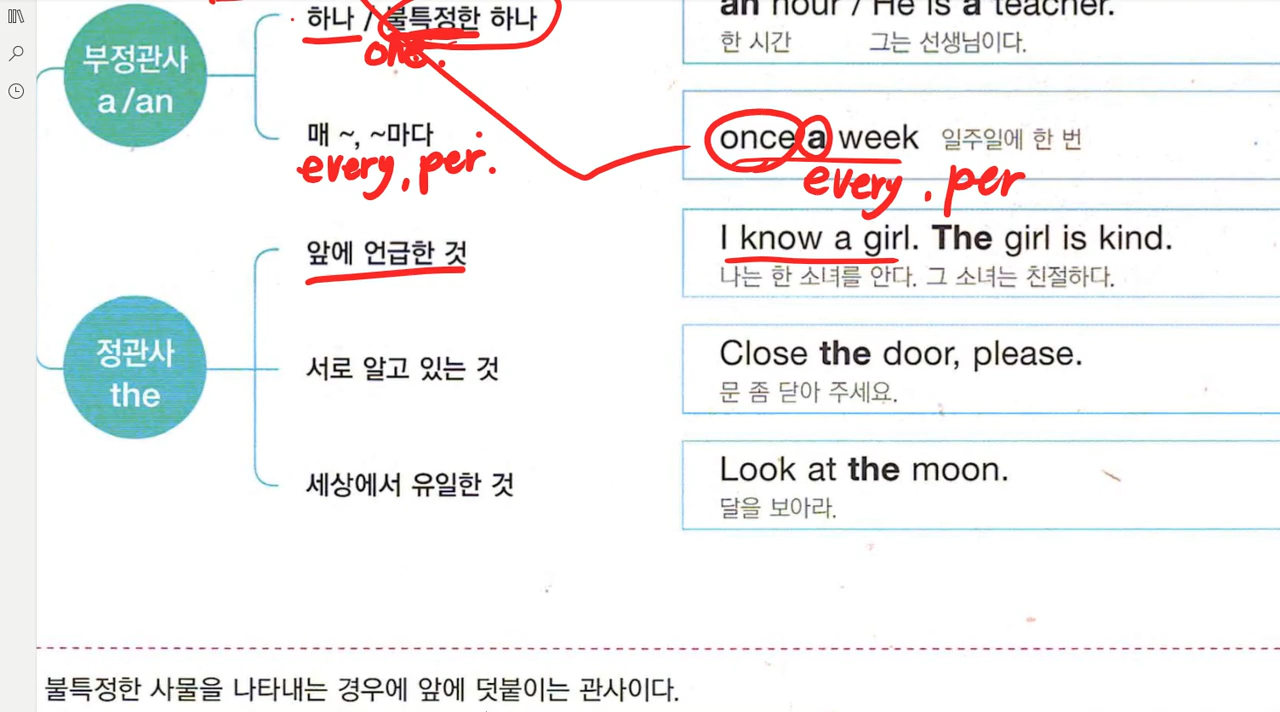 하나 / 불특정한 하나
one.
an hour / He is a teacher.
한 시간 그는 선생님이다.
부정관사
a/an
매 ~, ~마다
every, per.
once a week 일주일에 한 번
every, per
앞에 언급한 것
I know a girl. The girl is kind.
나는 한 소녀를 안다. 그 소녀는 친절하다.
정관사
the
서로 알고 있는 것
Close the door, please.
문 좀 닫아 주세요.
세상에서 유일한 것
Look at the moon.
달을 보아라.
불특정한 사물을 나타내는 경우에 앞에 덧붙이는 관사이다.